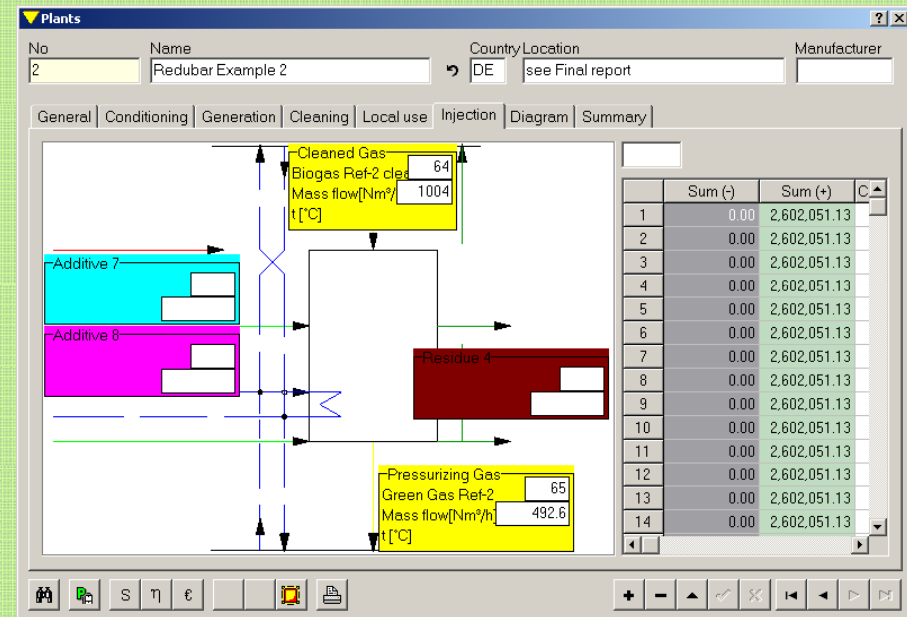 Plants
No Name Country Location Manufacturer
2 Redubar Example 2 DE see Final report
General Conditioning Generation Cleaning Local use Injection Diagram Summary
Cleaned Gas
Biogas Ref-2 clea 64
Mass flow[Nm³/ 1004
t [°C]
Additive 7
Additive 8
Residue 4
Pressurizing Gas
Green Gas Ref-2 65
Mass flow[Nm³/h] 492.6
t [°C]
Sum (-) Sum (+) C
1 0.00 2,602,051.13
2 0.00 2,602,051.13
3 0.00 2,602,051.13
4 0.00 2,602,051.13
5 0.00 2,602,051.13
6 0.00 2,602,051.13
7 0.00 2,602,051.13
8 0.00 2,602,051.13
9 0.00 2,602,051.13
10 0.00 2,602,051.13
11 0.00 2,602,051.13
12 0.00 2,602,051.13
13 0.00 2,602,051.13
14 0.00 2,602,051.13
S η €